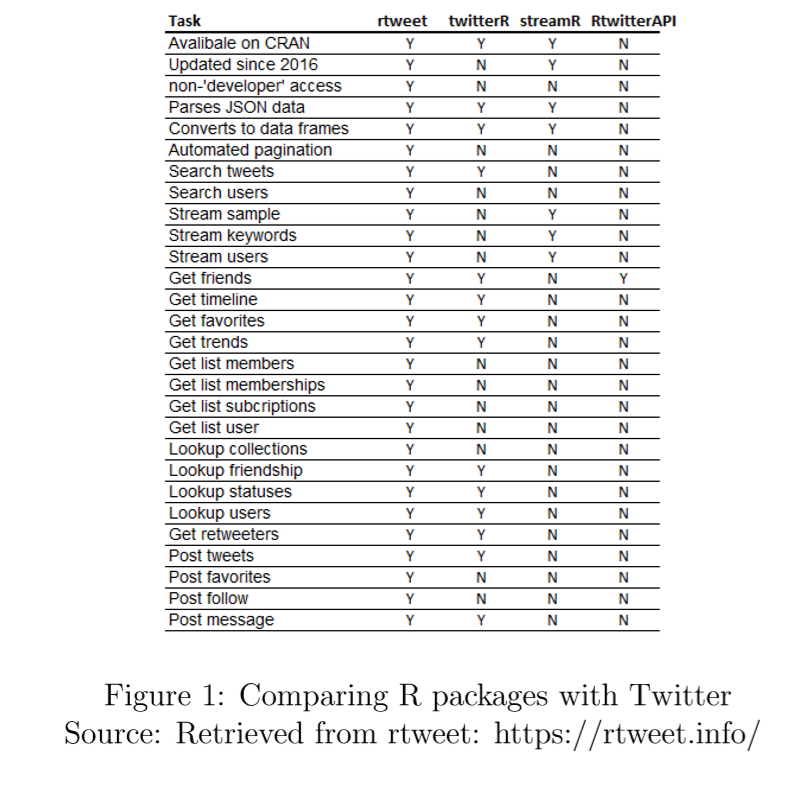 Task rtweet twitterR streamR RtwitterAPI
Avalibale on CRAN Y Y Y N
Updated since 2016 Y N Y N
non-'developer' access Y N N N
Parses JSON data Y Y Y N
Converts to data frames Y Y Y N
Automated pagination Y N N N
Search tweets Y Y N N
Search users Y N N N
Stream sample Y N Y N
Stream keywords Y N Y N
Stream users Y N Y N
Get friends Y Y N Y
Get timeline Y Y N N
Get favorites Y Y N N
Get trends Y Y N N
Get list members Y N N N
Get list memberships Y N N N
Get list subcriptions Y N N N
Get list user Y N N N
Lookup collections Y N N N
Lookup friendship Y Y N N
Lookup statuses Y Y N N
Lookup users Y Y N N
Get retweeters Y Y N N
Post tweets Y Y N N
Post favorites Y N N N
Post follow Y N N N
Post message Y Y N N
Figure 1: Comparing R packages with Twitter
Source: Retrieved from rtweet: https://rtweet.info/